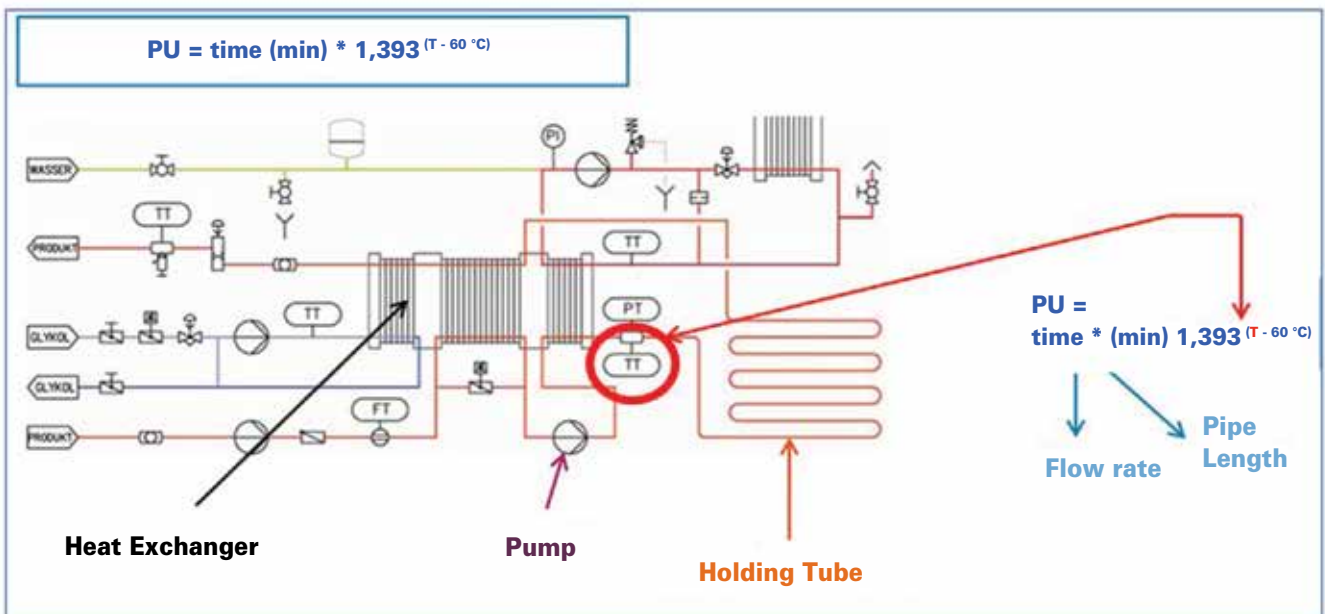 PU = time (min) * 1,393 (T - 60 °C)
PI
WASSER
TT
PRODUKT
TT
PT
TT
GLYKOL
TT
GLYKOL
FT
PRODUKT
PU =
time * (min) 1,393 (T - 60 °C)
Flow rate
Pipe
Length
Heat Exchanger
Pump
Holding Tube